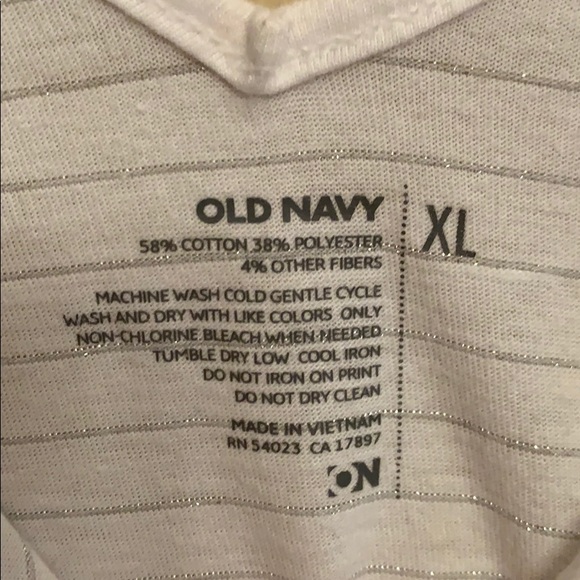 OLD NAVY
XL
58% COTTON 38% POLYESTER
4% OTHER FIBERS
MACHINE WASH COLD GENTLE CYCLE
WASH AND DRY WITH LIKE COLORS ONLY
NON-CHLORINE BLEACH WHEN NEEDED
TUMBLE DRY LOW COOL IRON
DO NOT IRON ON PRINT
DO NOT DRY CLEAN
MADE IN VIETNAM
RN 54023 CA 17897
ON